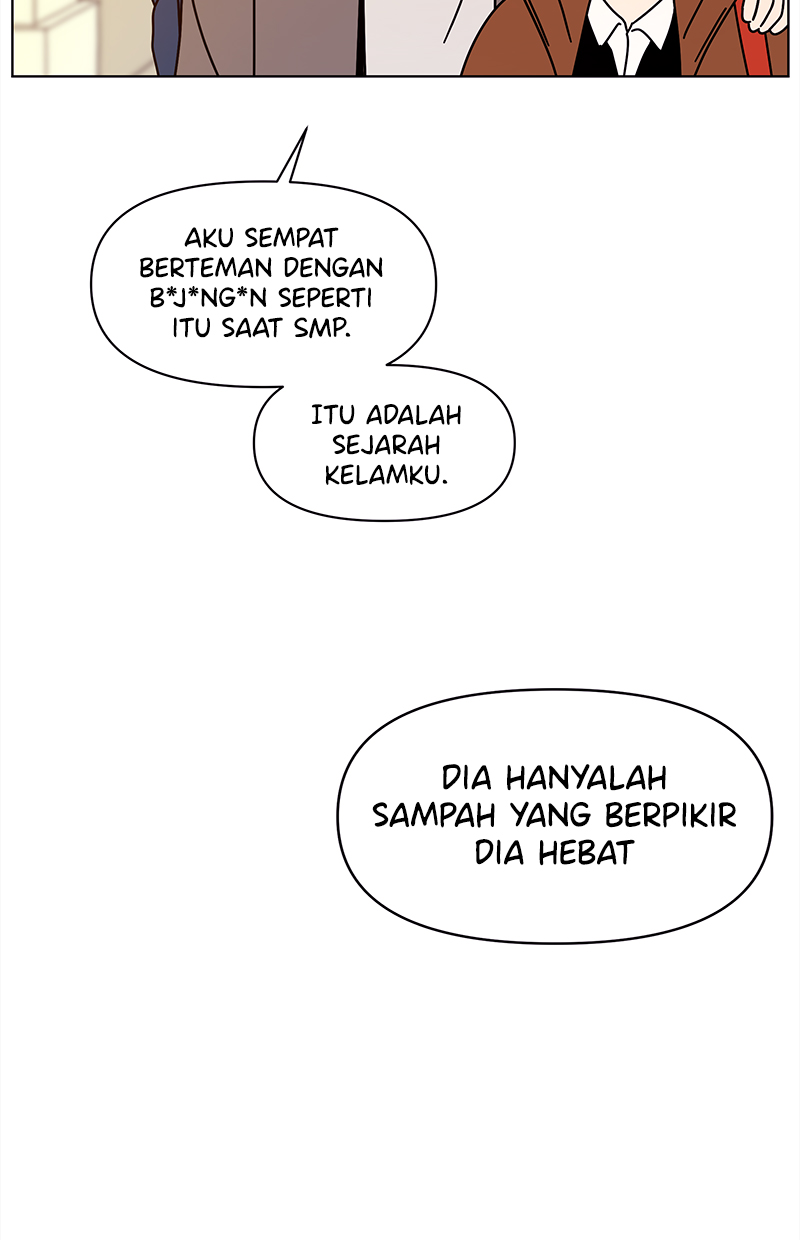 AKU SEMPAT
BERTEMAN DENGAN
B*J*NG*N SEPERTI
ITU SAAT SMP.
ITU ADALAH
SEJARAH
KELAMKU.
DIA HANYALAH
SAMPAH YANG BERPIKIR
DIA HEBAT